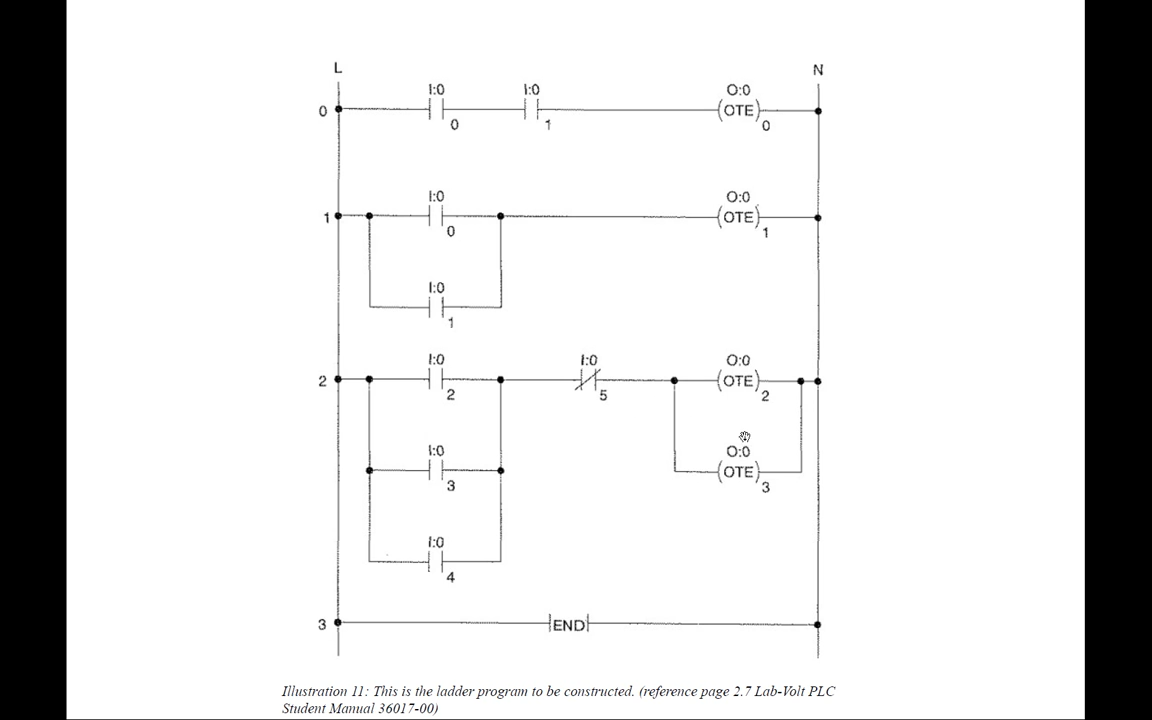 L N
I:0 I:0 O:0
0 (OTE)
0 1 0
I:0 O:0
1 (OTE)
0 1
I:0
1
I:0 I:0 O:0
2 (OTE)
2 5 2
I:0 O:0
(OTE)
3 3
I:0
4
3 END
Illustration 11: This is the ladder program to be constructed. (reference page 2.7 Lab-Volt PLC
Student Manual 36017-00)